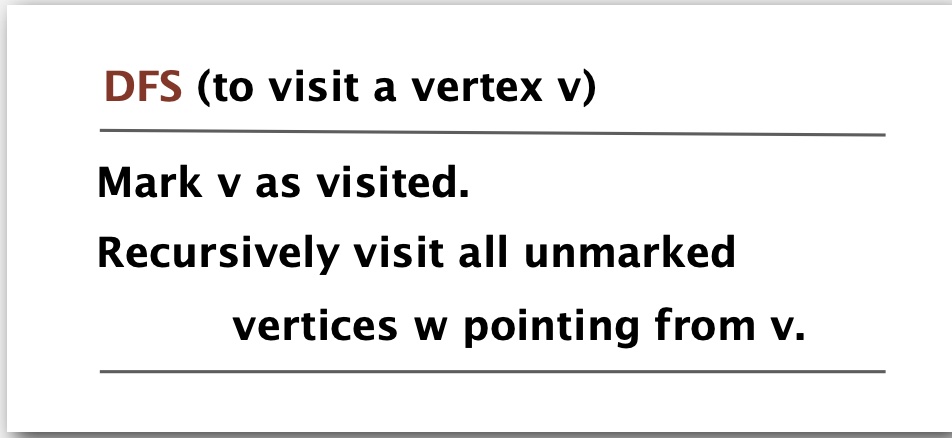 DFS (to visit a vertex v)
Mark v as visited.
Recursively visit all unmarked
vertices w pointing from v.